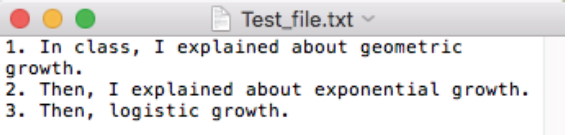 Test_file.txt
1. In class, I explained about geometric
growth.
2. Then, I explained about exponential growth.
3. Then, logistic growth.